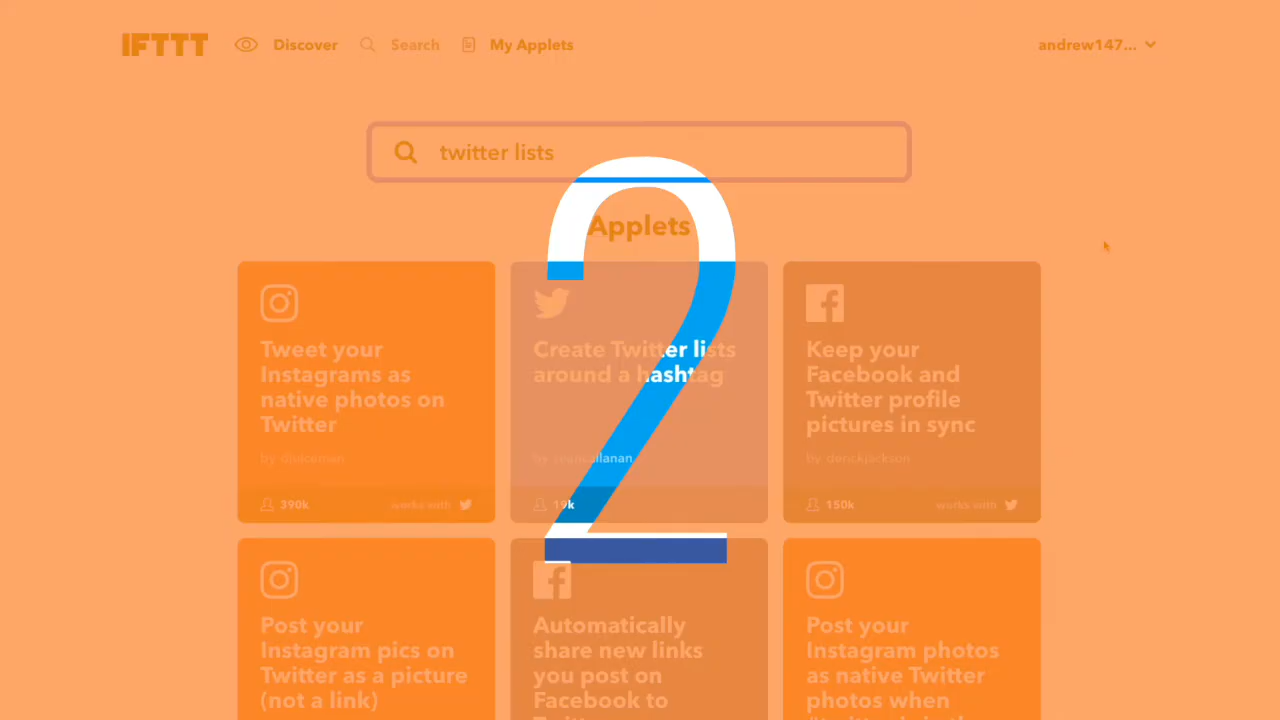 IFTTT Discover Search My Applets andrew147...
twitter lists
2
Applets
Tweet your
Instagrams as
native photos on
Twitter
by djuiceman
390k works with
Create Twitter lists
around a hashtag
19k
Keep your
Facebook and
Twitter profile
pictures in sync
by derickjackson
150k works with
Post your
Instagram pics on
Twitter as a picture
(not a link)
Automatically
share new links
you post on
Facebook to
Post your
Instagram photos
as native Twitter
photos when